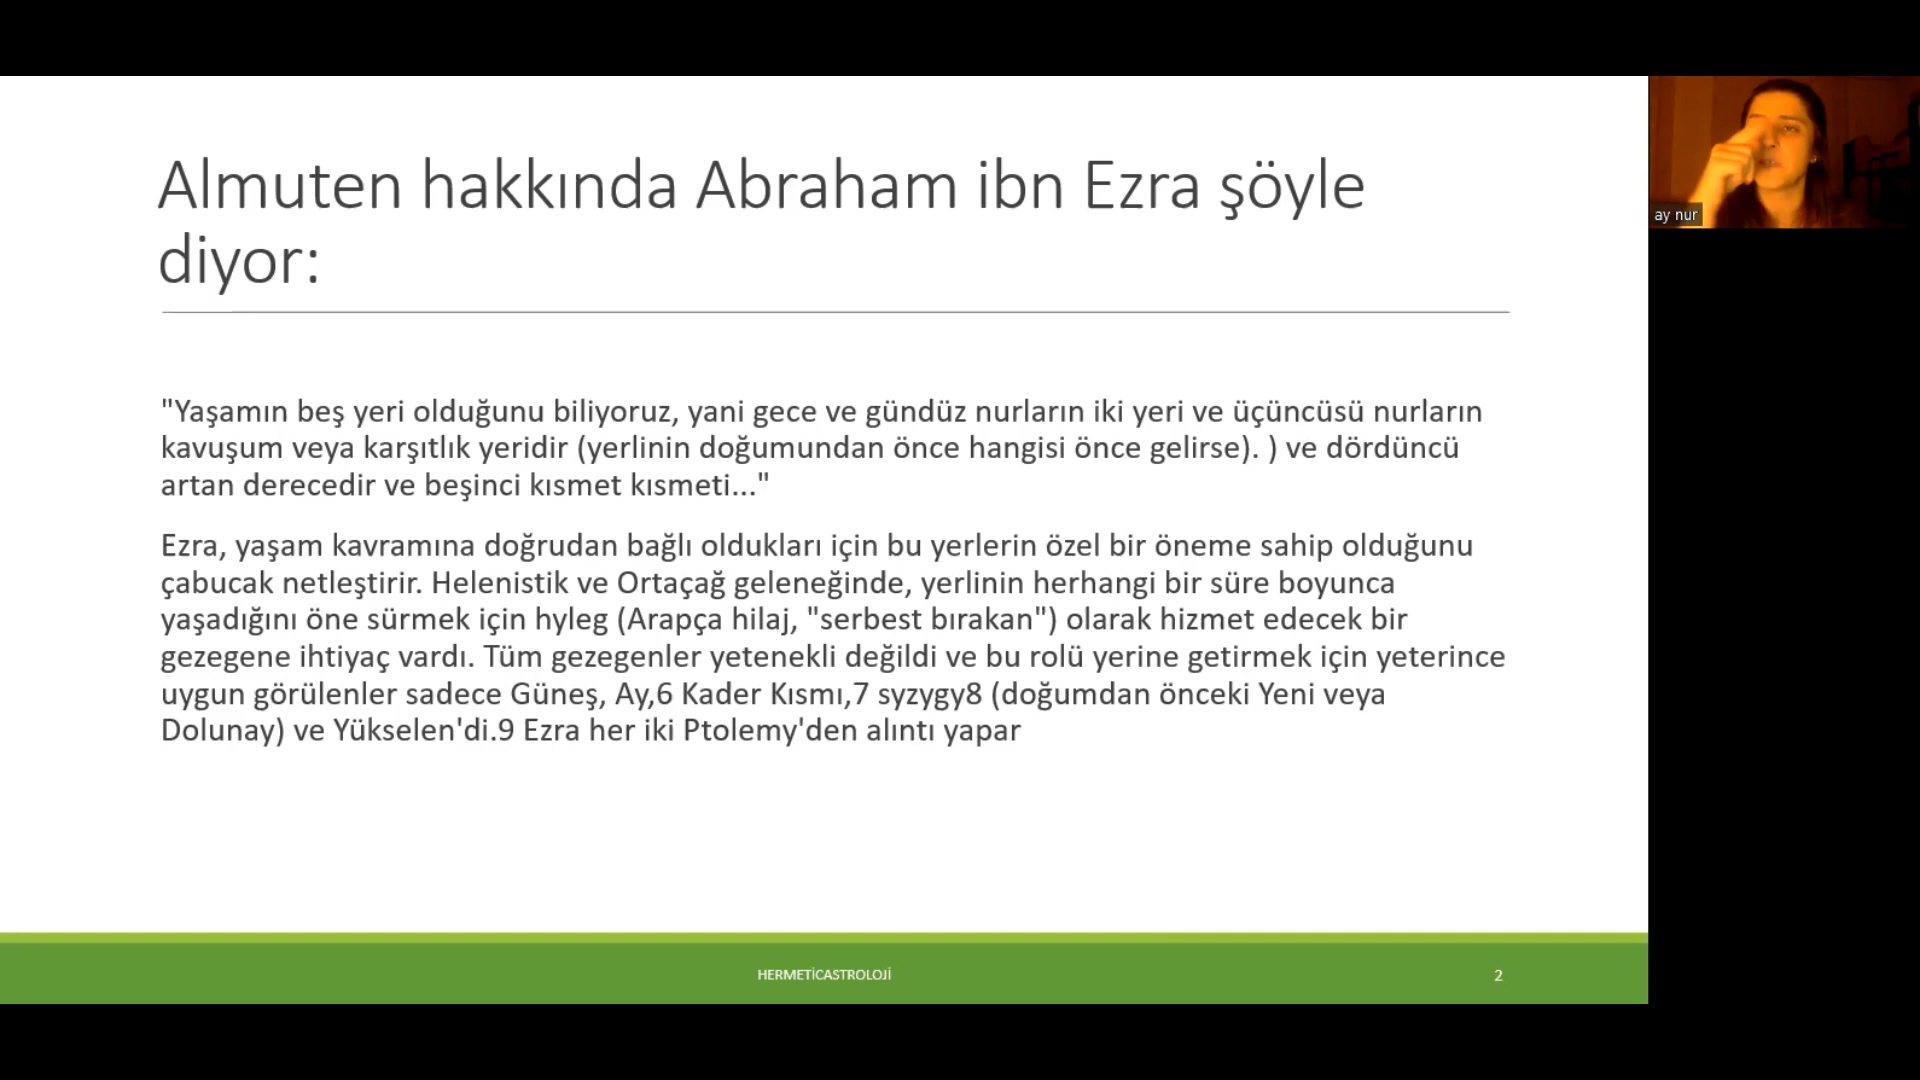 Almuten hakkında Abraham ibn Ezra şöyle
diyor:
"Yaşamın beş yeri olduğunu biliyoruz, yani gece ve gündüz nurların iki yeri ve üçüncüsü nurların
kavuşum veya karşıtlık yeridir (yerlinin doğumundan önce hangisi önce gelirse). ) ve dördüncü
artan derecedir ve beşinci kısmet kısmeti..."
Ezra, yaşam kavramına doğrudan bağlı oldukları için bu yerlerin özel bir öneme sahip olduğunu
çabucak netleştirir. Helenistik ve Ortaçağ geleneğinde, yerlinin herhangi bir süre boyunca
yaşadığını öne sürmek için hyleg (Arapça hilaj, "serbest bırakan") olarak hizmet edecek bir
gezegene ihtiyaç vardı. Tüm gezegenler yetenekli değildi ve bu rolü yerine getirmek için yeterince
uygun görülenler sadece Güneş, Ay,6 Kader Kısmı,7 syzygy8 (doğumdan önceki Yeni veya
Dolunay) ve Yükselen'di.9 Ezra her iki Ptolemy'den alıntı yapar
HERMETİCASTROLOJİ
2
ay nur